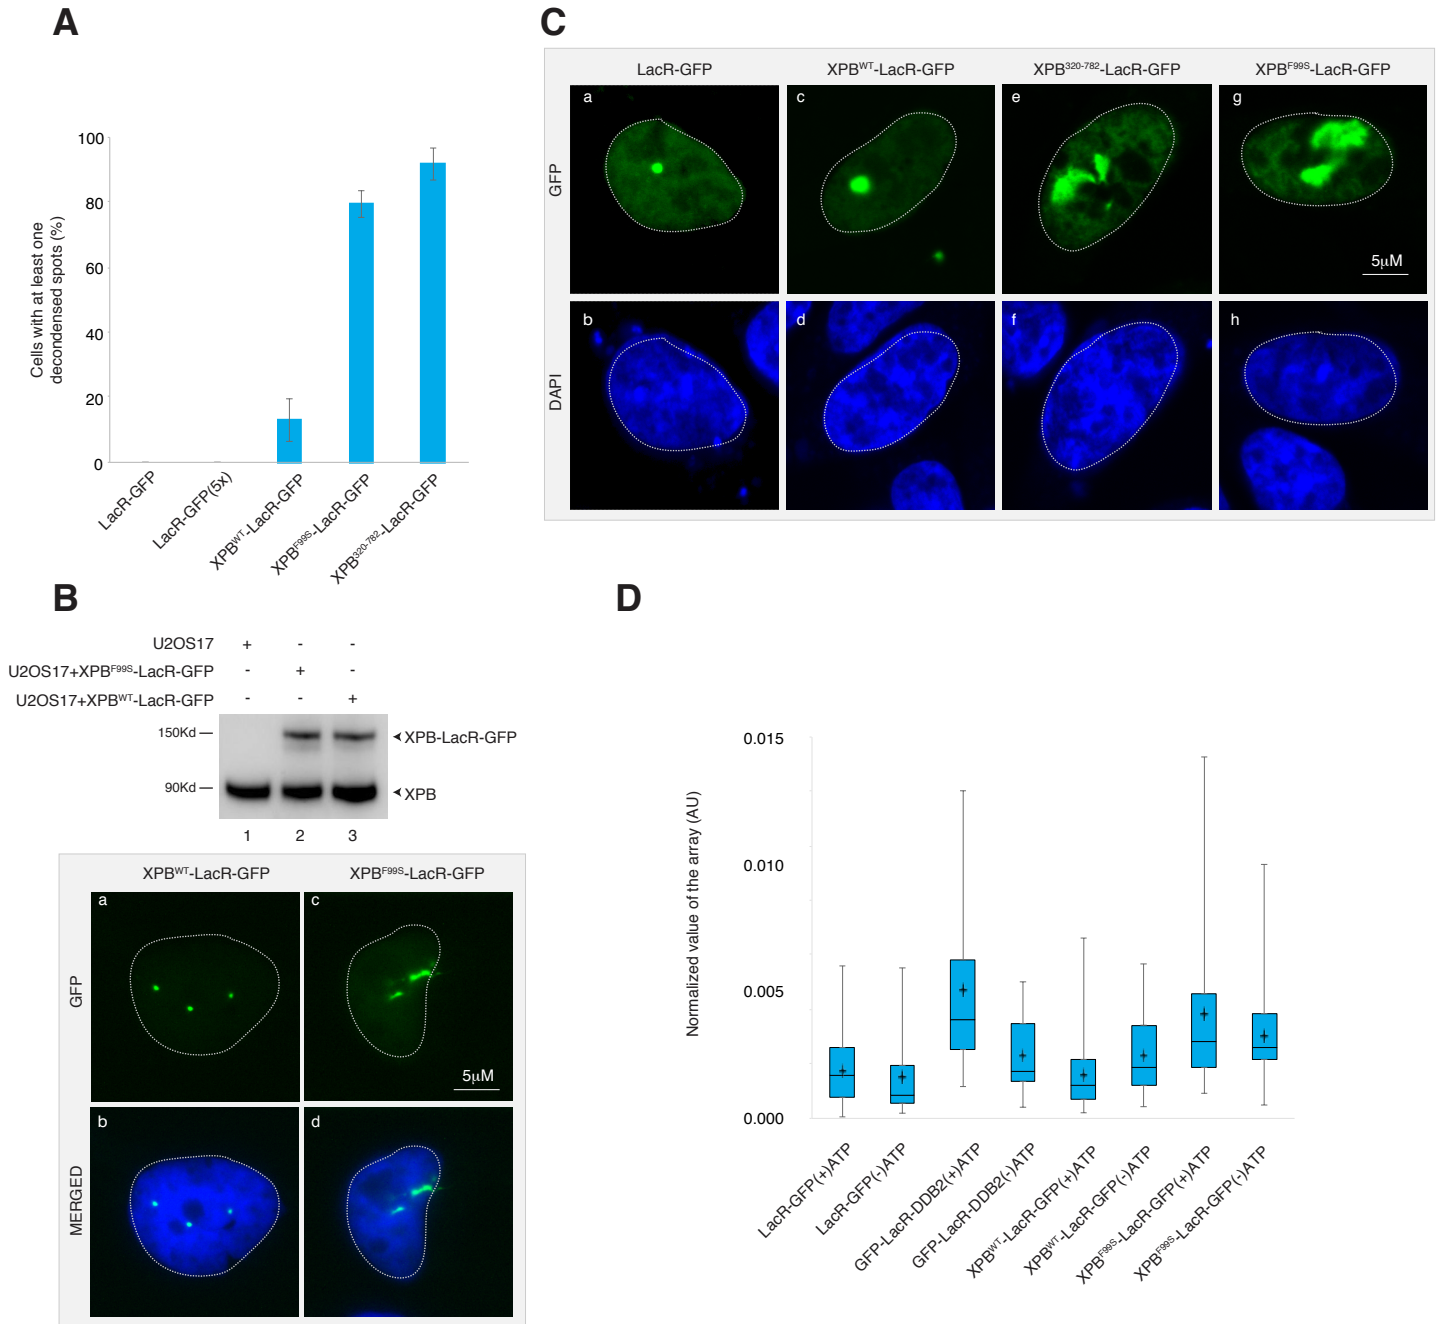 A
Cells with at least one
decondensed spots (%)
100
80
60
40
20
0
LacR-GFP
LacR-GFP(5x)
XPBWT-LacR-GFP
XPBF99S-LacR-GFP
XPB320-782-LacR-GFP
C
LacR-GFP
XPBWT-LacR-GFP
XPB320-782-LacR-GFP
XPBF99S-LacR-GFP
GFP
a
c
e
g
5μM
DAPI
b
d
f
h
B
U2OS17 + - -
U2OS17+XPBF99S-LacR-GFP - + -
U2OS17+XPBWT-LacR-GFP - - +
150Kd
XPB-LacR-GFP
90Kd
XPB
1 2 3
XPBWT-LacR-GFP
XPBF99S-LacR-GFP
GFP
a
c
5μM
MERGED
b
d
D
Normalized value of the array (AU)
0.015
0.010
0.005
0.000
LacR-GFP(+)ATP
LacR-GFP(-)ATP
GFP-LacR-DDB2(+)ATP
GFP-LacR-DDB2(-)ATP
XPBWT-LacR-GFP(+)ATP
XPBWT-LacR-GFP(-)ATP
XPBF99S-LacR-GFP(+)ATP
XPBF99S-LacR-GFP(-)ATP